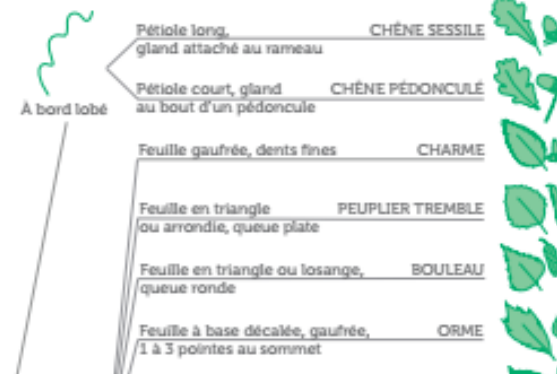 Pétiole long, CHÊNE SESSILE
gland attaché au rameau
Pétiole court, gland CHÊNE PÉDONCULÉ
au bout d'un pédoncule
À bord lobé
Feuille gaufrée, dents fines CHARME
Feuille en triangle PEUPLIER TREMBLE
ou arrondie, queue plate
Feuille en triangle ou losange, BOULEAU
queue ronde
Feuille à base décalée, gaufrée, ORME
1 à 3 pointes au sommet